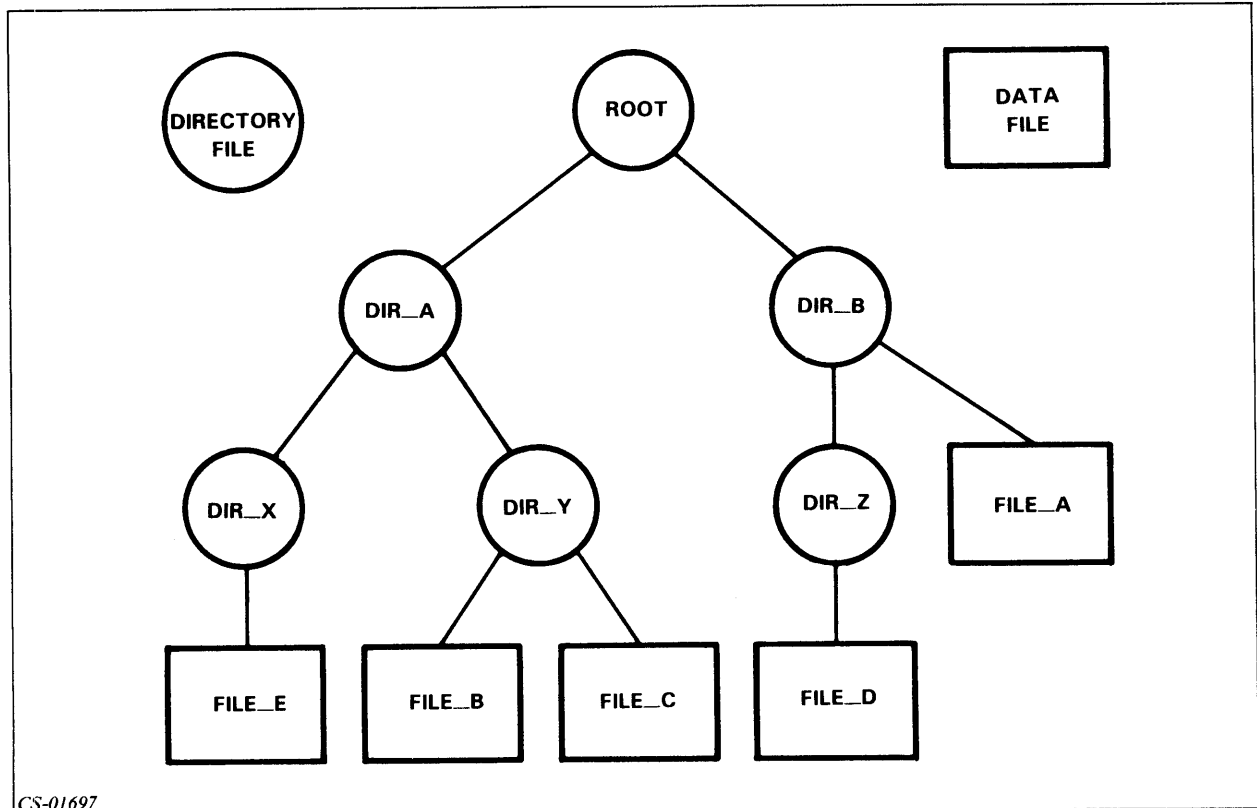 DIRECTORY
FILE
ROOT
DATA
FILE
DIR_A
DIR_B
DIR_X
DIR_Y
DIR_Z
FILE_A
FILE_E
FILE_B
FILE_C
FILE_D
CS-01697